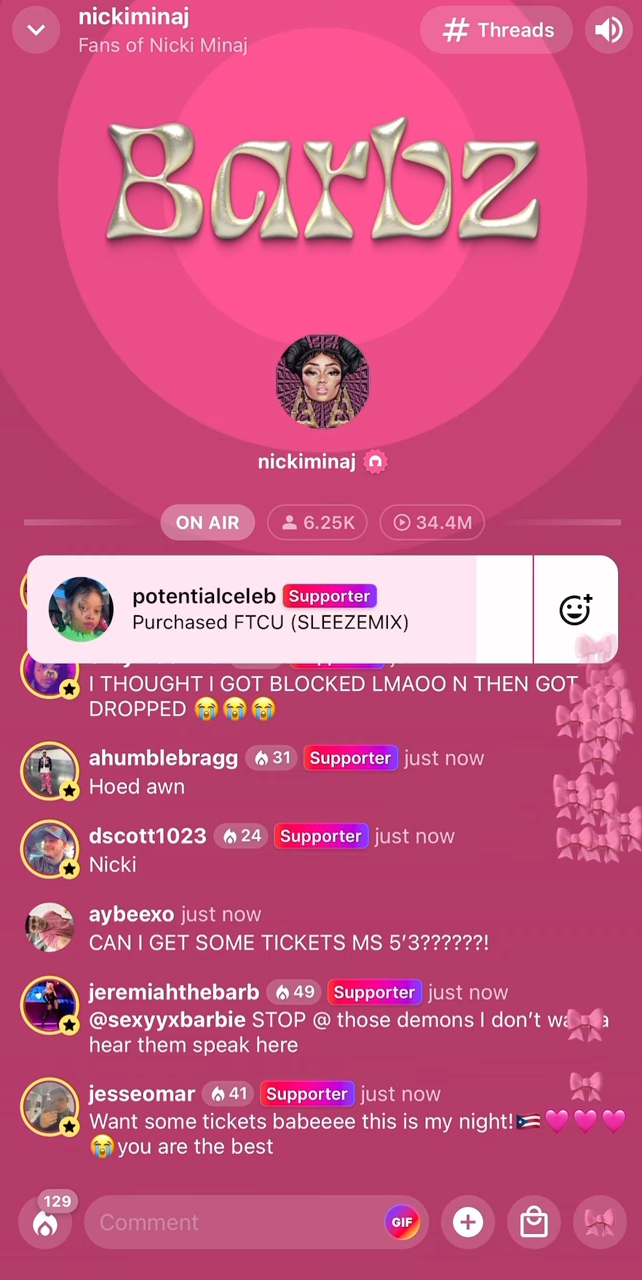 nickiminaj
Fans of Nicki Minaj
# Threads
Barbz
nickiminaj
ON AIR
6.25K
34.4M
potentialceleb Supporter
Purchased FTCU (SLEEZEMIX)
just now
I THOUGHT I GOT BLOCKED LMAOO N THEN GOT
DROPPED 😭😭😭
ahumblebragg 31 Supporter just now
Hoed awn
dscott1023 24 Supporter just now
Nicki
aybeexo just now
CAN I GET SOME TICKETS MS 5’3??????!
jeremiahthebarb 49 Supporter just now
@sexyyxbarbie STOP @ those demons I don’t
hear them speak here
jesseomar 41 Supporter just now
Want some tickets babeeee this is my night!🇵🇷💗💗💗
😭you are the best
129
Comment
GIF